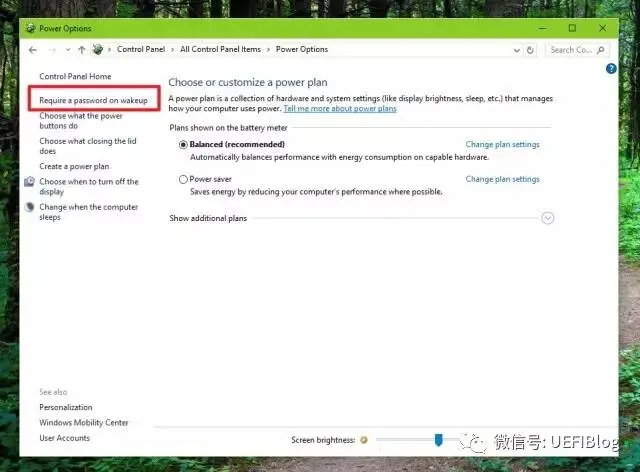 Power Options
Control Panel > All Control Panel Items > Power Options
Search Co...
Control Panel Home
Require a password on wakeup
Choose what the power
buttons do
Choose what closing the lid
does
Create a power plan
Choose when to turn off the
display
Change when the computer
sleeps
Choose or customize a power plan
A power plan is a collection of hardware and system settings (like display brightness, sleep, etc.) that manages
how your computer uses power. Tell me more about power plans
Plans shown on the battery meter
Balanced (recommended)
Change plan settings
Automatically balances performance with energy consumption on capable hardware.
Power saver
Change plan settings
Saves energy by reducing your computer's performance where possible.
Show additional plans
See also
Personalization
Windows Mobility Center
User Accounts
Screen brightness:
微信号: UEFIBlog